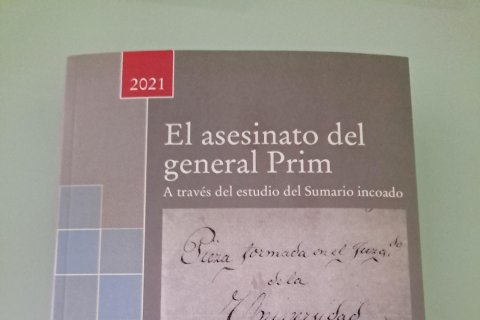 2021
El asesinato del
general Prim
A través del estudio del Sumario incoado
Pieza formada en el Juzg.do
de la
Universidad